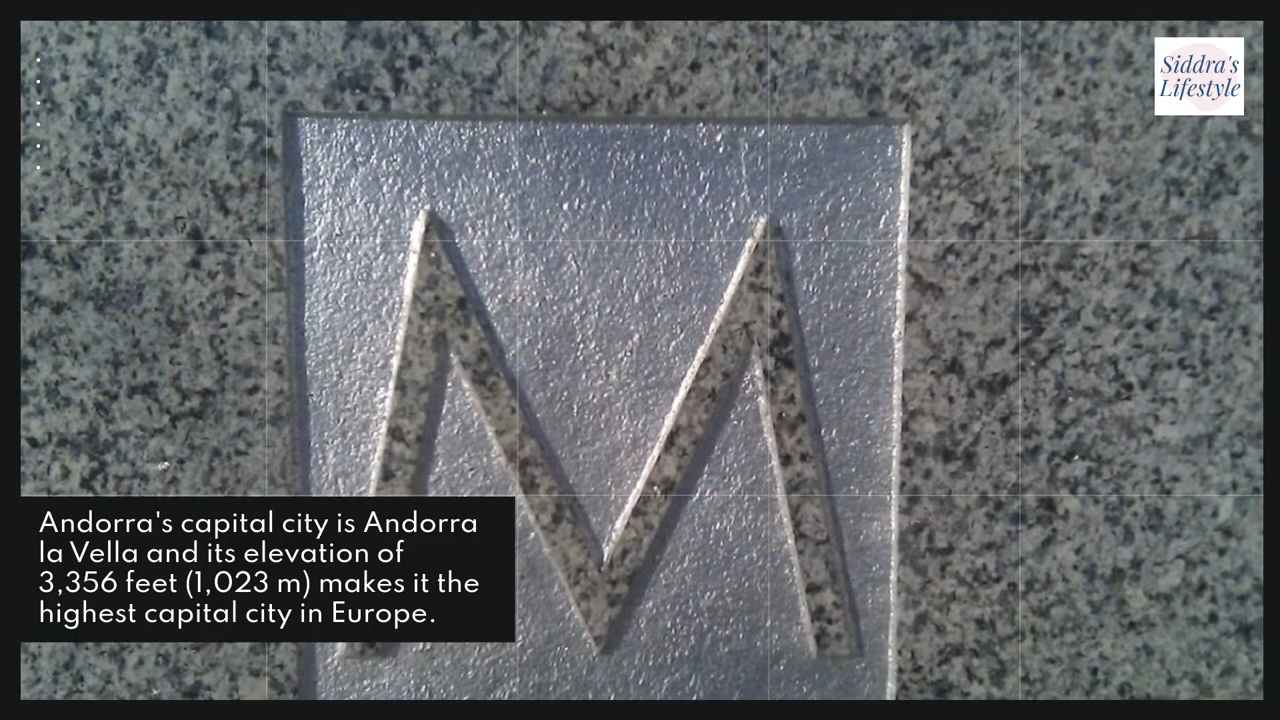 Siddra's
Lifestyle
M
Andorra's capital city is Andorra
la Vella and its elevation of
3,356 feet (1,023 m) makes it the
highest capital city in Europe.